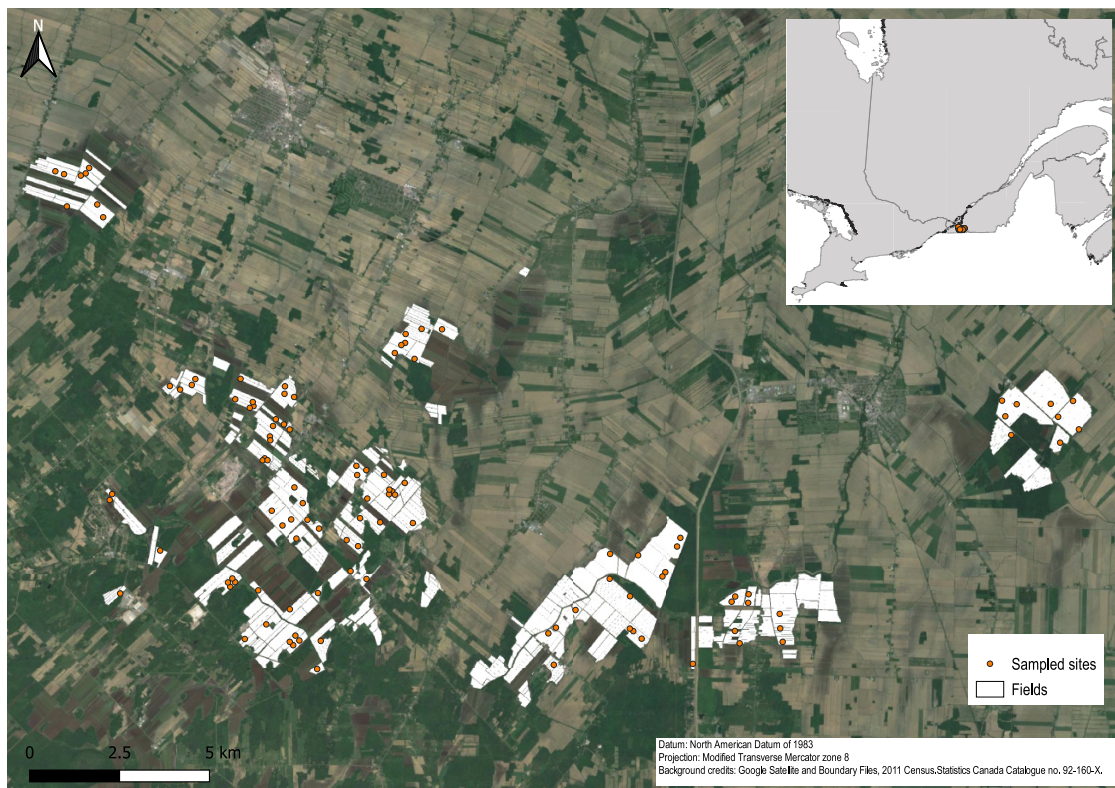 N
Sampled sites
Fields
0 2.5 5 km
Datum: North American Datum of 1983
Projection: Modified Transverse Mercator zone 8
Background credits: Google Satellite and Boundary Files, 2011 Census.Statistics Canada Catalogue no. 92-160-X.